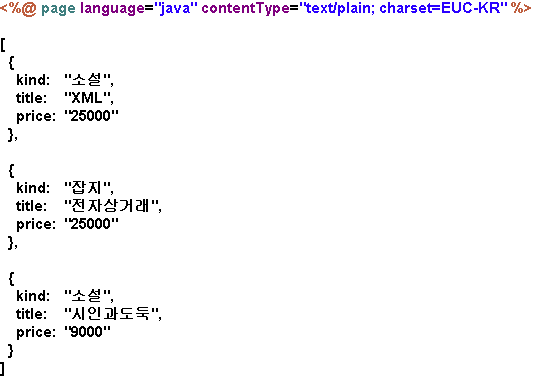 <%@ page language="java" contentType="text/plain; charset=EUC-KR" %>
[
{
kind: "소설",
title: "XML",
price: "25000"
},
{
kind: "잡지",
title: "전자상거래",
price: "25000"
},
{
kind: "소설",
title: "시인과도둑",
price: "9000"
}
]